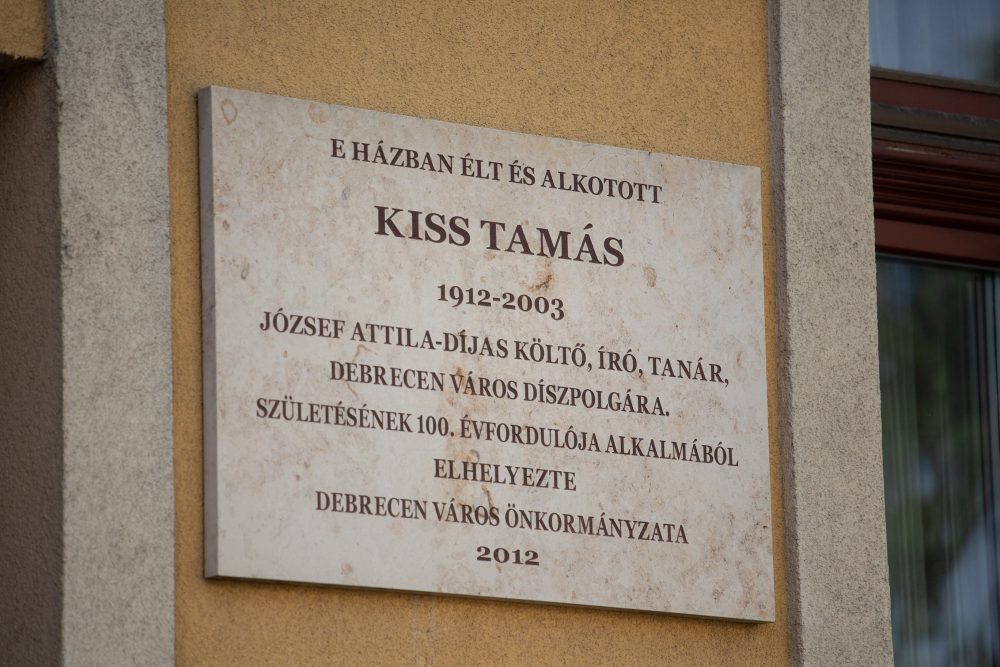 E HÁZBAN ÉLT ÉS ALKOTOTT
KISS TAMÁS
1912-2003
JÓZSEF ATTILA-DÍJAS KÖLTŐ, ÍRÓ, TANÁR,
DEBRECEN VÁROS DÍSZPOLGÁRA.
SZÜLETÉSÉNEK 100. ÉVFORDULÓJA ALKALMÁBÓL
ELHELYEZTE
DEBRECEN VÁROS ÖNKORMÁNYZATA
2012